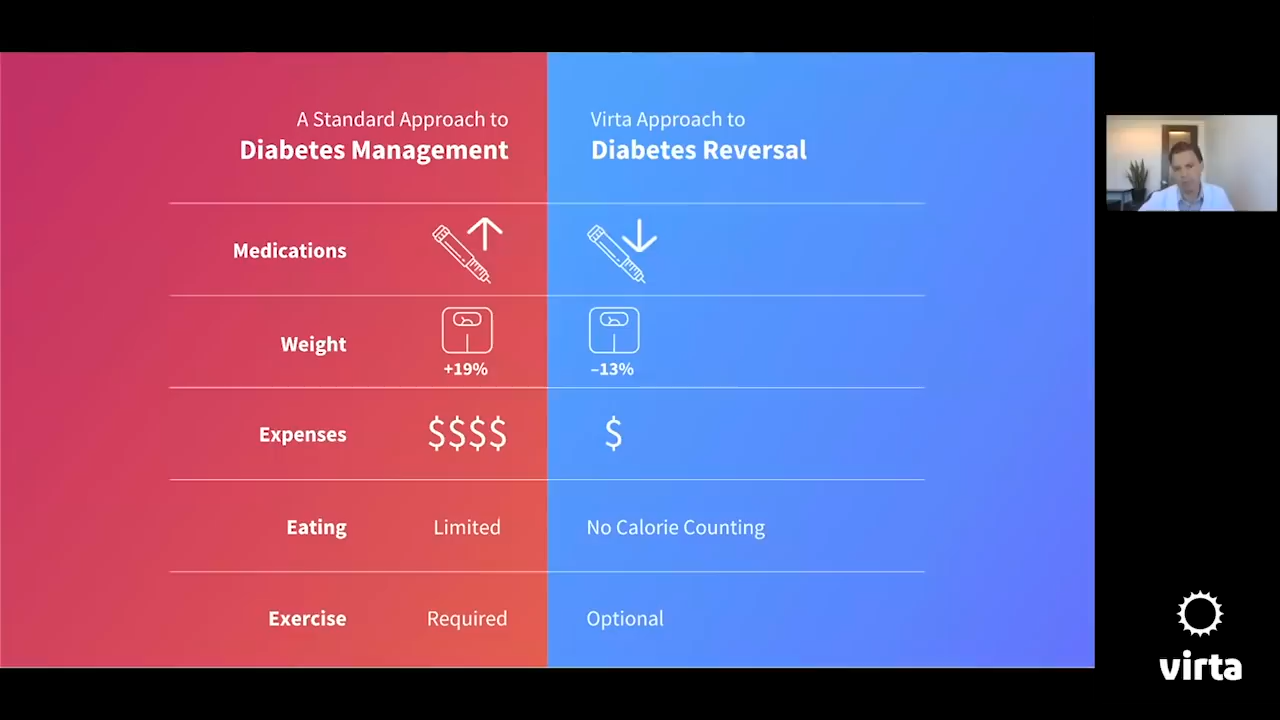 A Standard Approach to
Diabetes Management
Virta Approach to
Diabetes Reversal
Medications
Weight
+19%
–13%
Expenses
$$$$
$
Eating
Limited
No Calorie Counting
Exercise
Required
Optional
virta